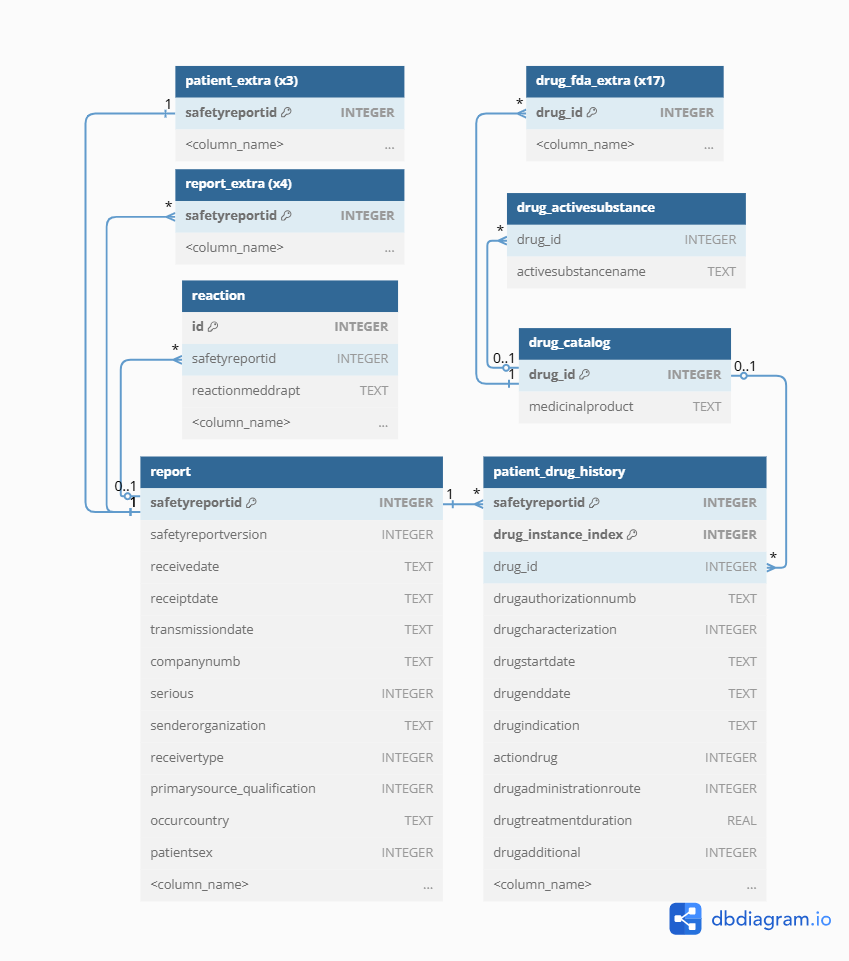 patient_extra (x3)
1
safetyreportid INTEGER
<column_name> ...
report_extra (x4)
*
safetyreportid INTEGER
<column_name> ...
reaction
id INTEGER
*
safetyreportid INTEGER
reactionmeddrapt TEXT
<column_name> ...
drug_fda_extra (x17)
*
drug_id INTEGER
<column_name> ...
drug_activesubstance
*
drug_id INTEGER
activesubstancename TEXT
drug_catalog
0..1
1
drug_id INTEGER
0..1
medicinalproduct TEXT
report
0..1
1
safetyreportid INTEGER
1
safetyreportversion INTEGER
receivedate TEXT
receiptdate TEXT
transmissiondate TEXT
companynumb TEXT
serious INTEGER
senderorganization TEXT
receivertype INTEGER
primarysource_qualification INTEGER
occurcountry TEXT
patientsex INTEGER
<column_name> ...
patient_drug_history
*
safetyreportid INTEGER
drug_instance_index INTEGER
*
drug_id INTEGER
drugauthorizationnumb TEXT
drugcharacterization INTEGER
drugstartdate TEXT
drugenddate TEXT
drugindication TEXT
actiondrug INTEGER
drugadministrationroute INTEGER
drugtreatmentduration REAL
drugadditional INTEGER
<column_name> ...
dbdiagram.io